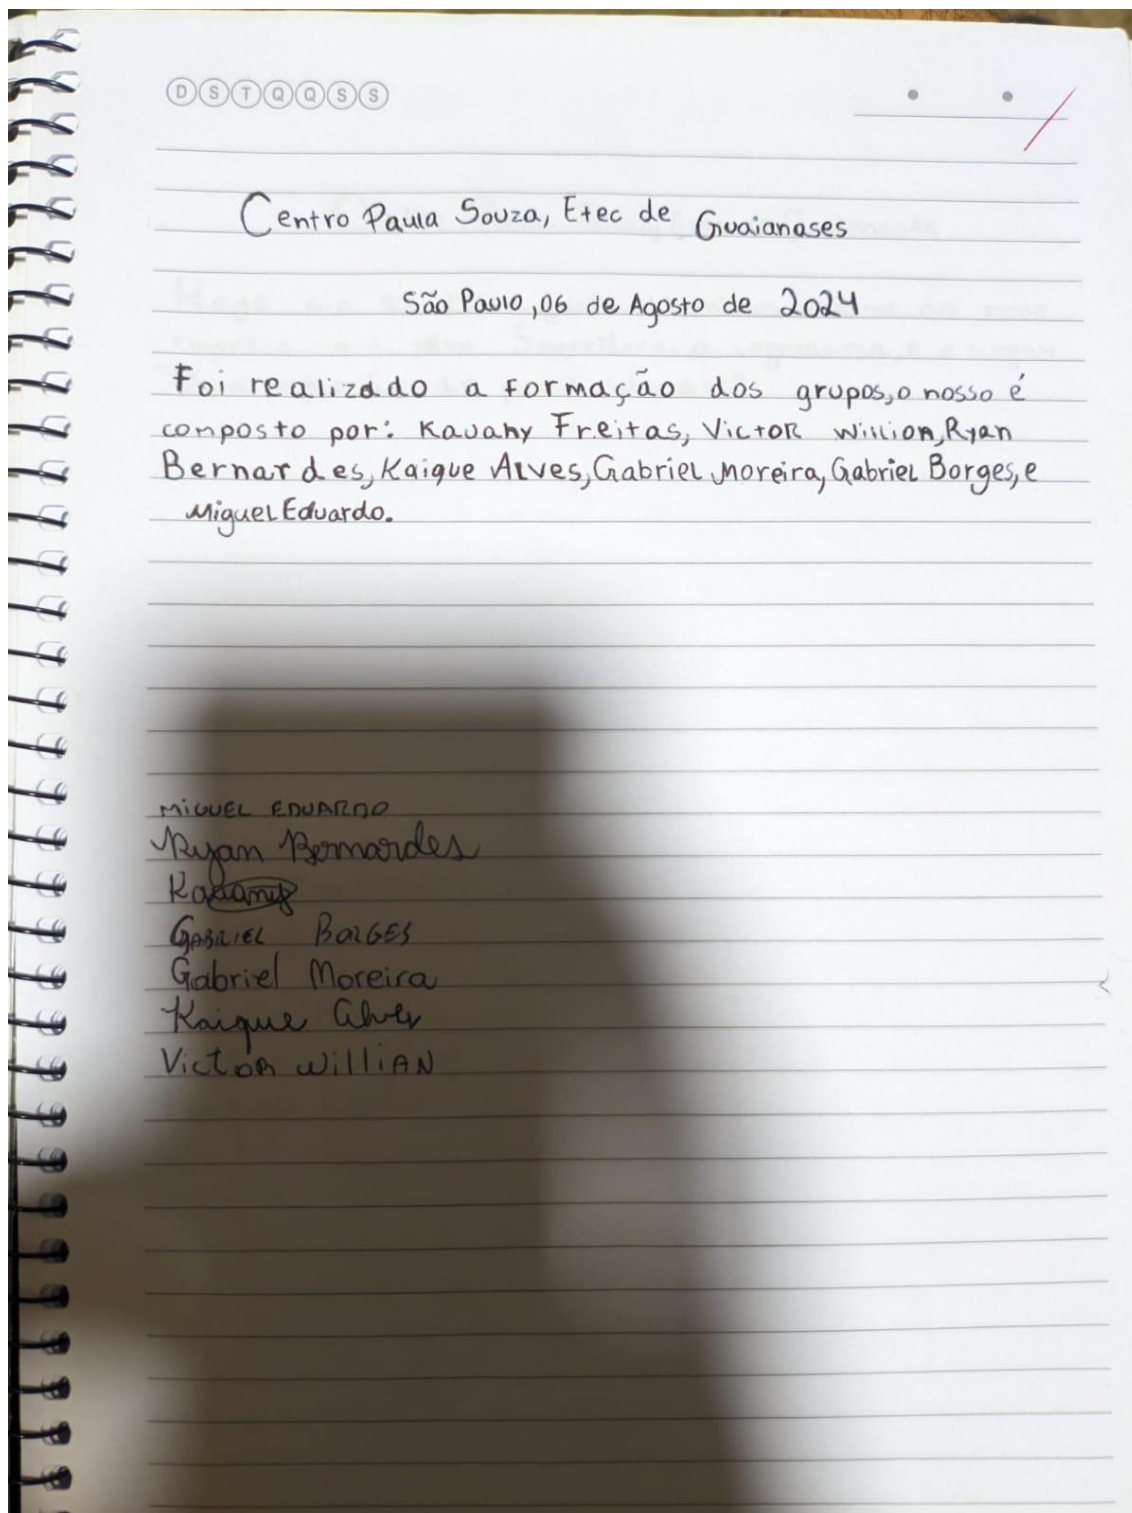 D S T Q Q S S
Centro Paula Souza, Etec de Guaianases
São Paulo, 06 de Agosto de 2024
Foi realizado a formação dos grupos, o nosso é
composto por: Kauany Freitas, Victor Willion, Ryan
Bernardes, Kaique Alves, Gabriel Moreira, Gabriel Borges, e
Miguel Eduardo.
MIGUEL EDUARDO
Ryan Bernardes
Kauany
GABRIEL BORGES
Gabriel Moreira
Kaique Alves
Victor WilliAN